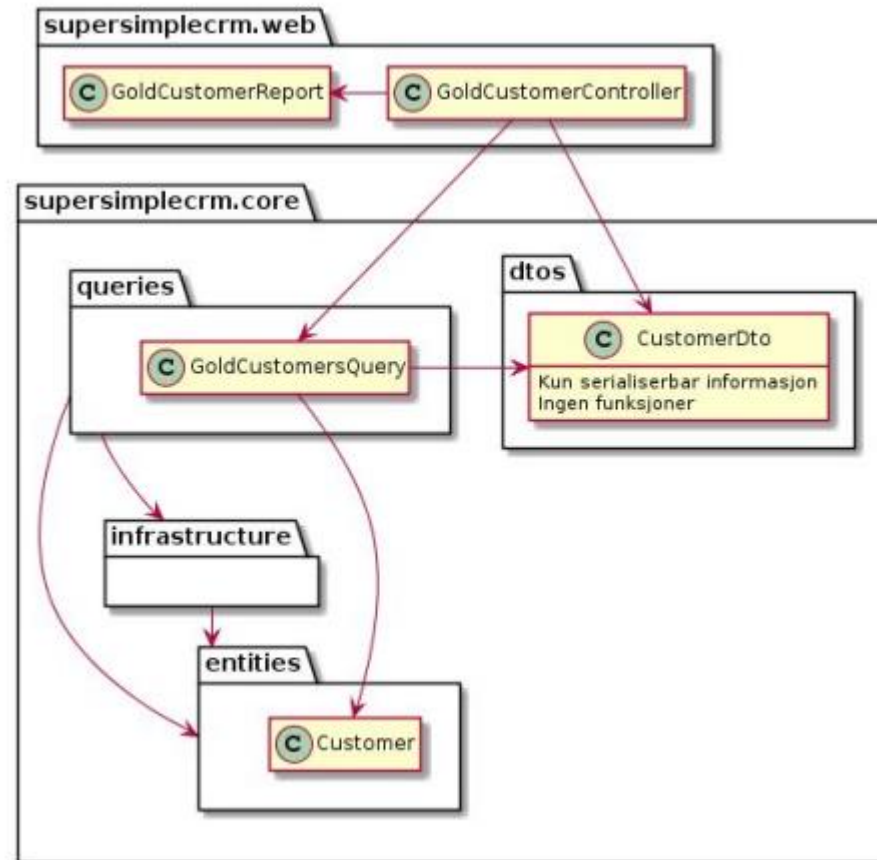 supersimplecrm.web
C GoldCustomerReport
C GoldCustomerController
supersimplecrm.core
queries
dtos
C CustomerDto
C GoldCustomersQuery
Kun serialiserbar informasjon
Ingen funksjoner
infrastructure
entities
C Customer